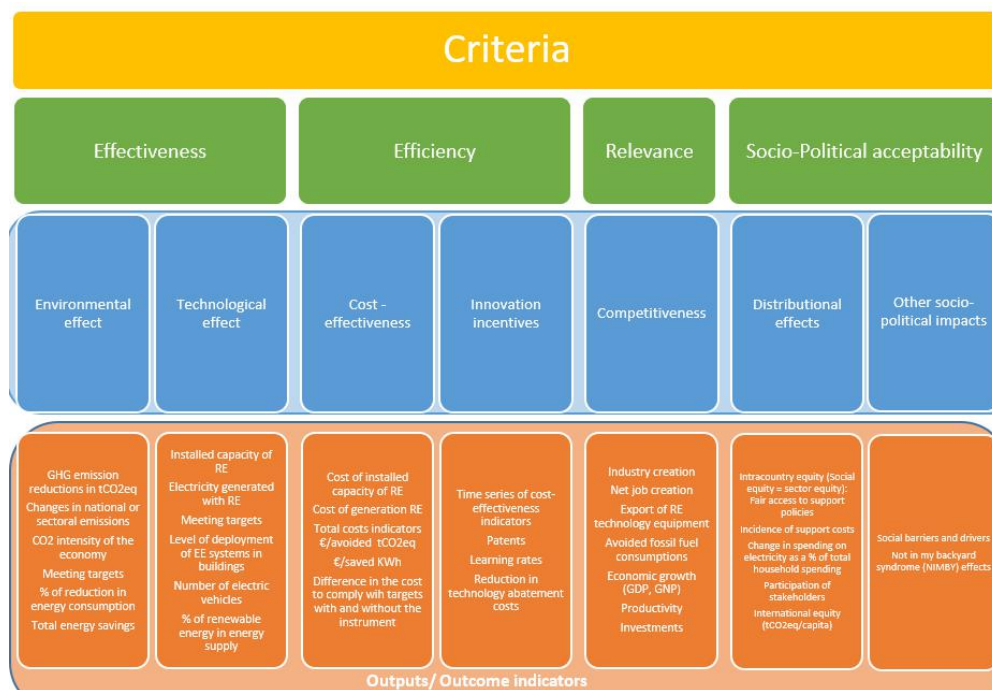 Criteria
Effectiveness
Efficiency
Relevance
Socio-Political acceptability
Environmental
effect
Technological
effect
Cost -
effectiveness
Innovation
incentives
Competitiveness
Distributional
effects
Other socio-
political impacts
GHG emission
reductions in tCO2eq
Changes in national or
sectoral emissions
CO2 intensity of the
economy
Meeting targets
% of reduction in
energy consumption
Total energy savings
Installed capacity of
RE
Electricity generated
with RE
Meeting targets
Level of deployment
of EE systems in
buildings
Number of electric
vehicles
% of renewable
energy in energy
supply
Cost of installed
capacity of RE
Cost of generation RE
Total costs indicators
€/avoided tCO2eq
€/saved KWh
Difference in the cost
to comply wih targets
with and without the
instrument
Time series of cost-
effectiveness
indicators
Patents
Learning rates
Reduction in
technology abatement
costs
Industry creation
Net job creation
Export of RE
technology equipment
Avoided fossil fuel
consumptions
Economic growth
(GDP, GNP)
Productivity
Investments
Intracountry equity (Social
equity = sector equity):
Fair access to support
policies
Incidence of support costs
Change in spending on
electricity as a % of total
household spending
Participation of
stakeholders
International equity
(tCO2eq/capita)
Social barriers and drivers
Not in my backyard
syndrome (NIMBY) effects
Outputs/ Outcome indicators